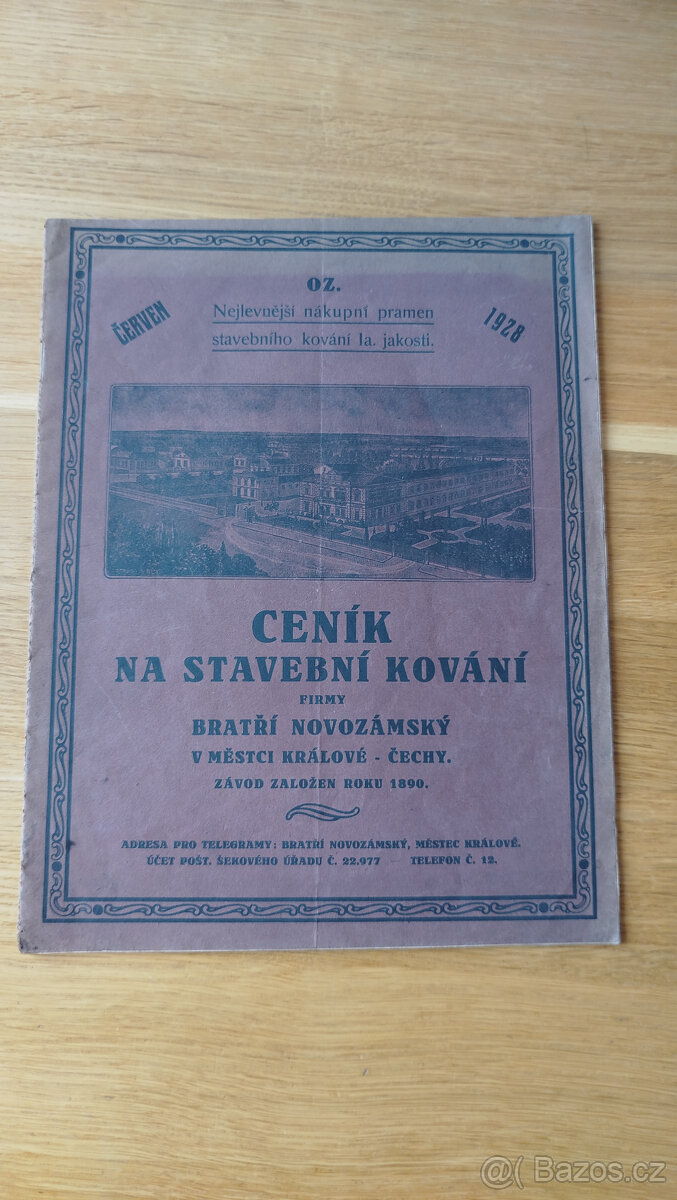 OZ.
ČERVEN
1928
Nejlevnější nákupní pramen
stavebního kování Ia. jakosti.
CENÍK
NA STAVEBNÍ KOVÁNÍ
FIRMY
BRATŘÍ NOVOZÁMSKÝ
V MĚSTCI KRÁLOVÉ - ČECHY.
ZÁVOD ZALOŽEN ROKU 1890.
ADRESA PRO TELEGRAMY: BRATŘÍ NOVOZÁMSKÝ, MĚSTEC KRÁLOVÉ.
ÚČET POŠT. ŠEKOVÉHO ÚŘADU Č. 22.977 — TELEFON Č. 12.
@ Bazos.cz